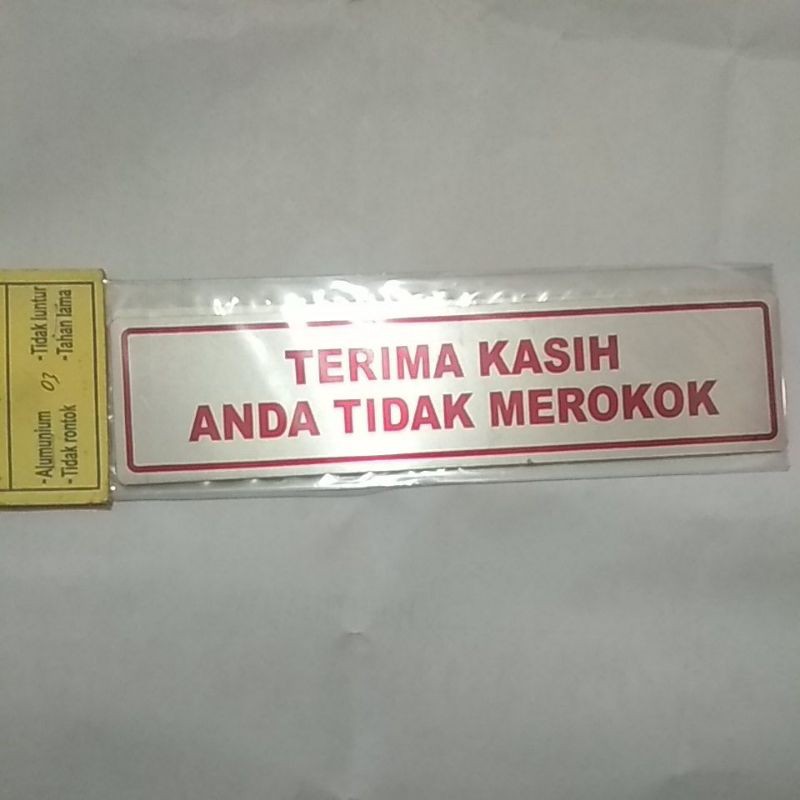 TERIMA KASIH
ANDA TIDAK MEROKOK
-Alumunium 03 -Tidak luntur
-Tidak rontok -Tahan lama